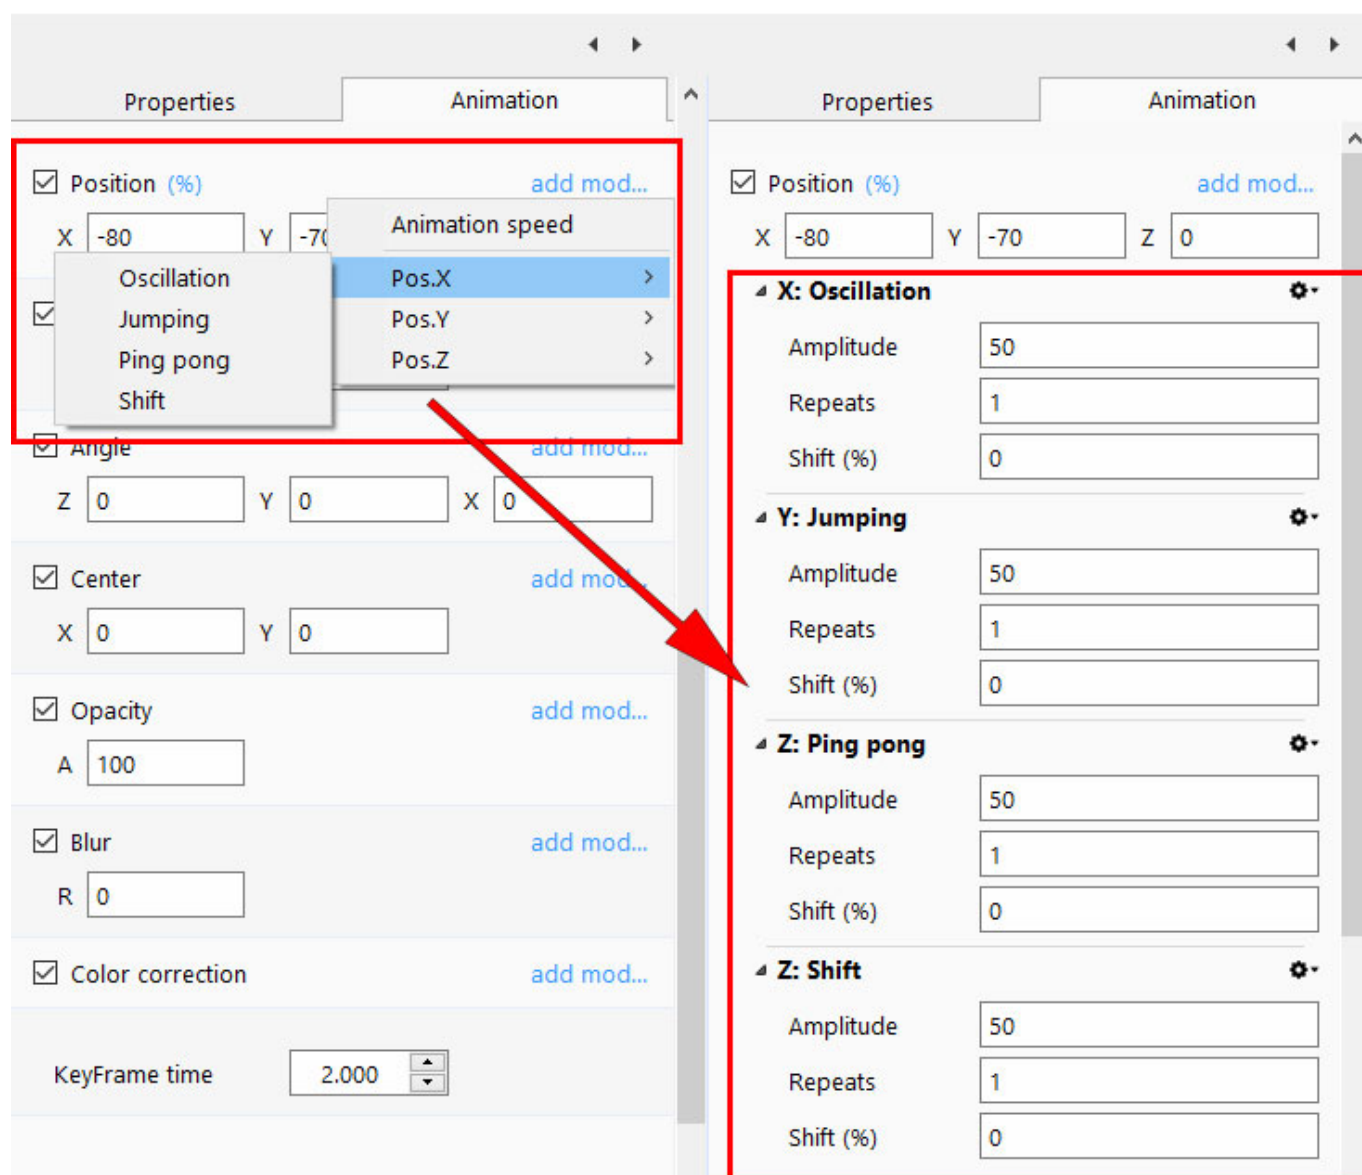 Properties
Animation
Position (%)
add mod...
X -80 Y -70
Animation speed
Pos.X
Pos.Y
Pos.Z
Oscillation
Jumping
Ping pong
Shift
Angle
add mod...
Z 0 Y 0 X 0
Center
add mod...
X 0 Y 0
Opacity
add mod...
A 100
Blur
add mod...
R 0
Color correction
add mod...
KeyFrame time 2.000
Properties
Animation
Position (%)
add mod...
X -80 Y -70 Z 0
X: Oscillation
Amplitude 50
Repeats 1
Shift (%) 0
Y: Jumping
Amplitude 50
Repeats 1
Shift (%) 0
Z: Ping pong
Amplitude 50
Repeats 1
Shift (%) 0
Z: Shift
Amplitude 50
Repeats 1
Shift (%) 0